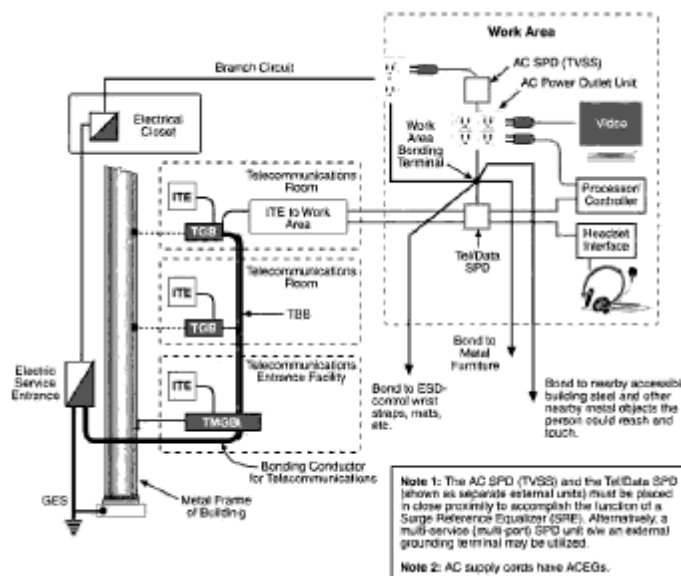 Work Area
AC SPD (TVSS)
AC Power Outlet Unit
Branch Circuit
Electrical
Closet
Video
Work
Area
Bonding
Terminal
Telecommunications
Room
ITE
TGB
ITE to Work
Area
Processor/
Controller
Headset
Interface
Tel/Data
SPD
Telecommunications
Room
ITE
TGB
TBB
Telecommunications
Entrance Facility
ITE
TMGB
Electric
Service
Entrance
Bond to ESD-
control wrist
straps, mats,
etc.
Bond to
Metal
Furniture
Bond to nearby accessible
building steel and other
nearby metal objects the
person could reach and
touch.
Bonding Conductor
for Telecommunications
GES
Metal Frame
of Building
Note 1: The AC SPD (TVSS) and the Tel/Data SPD
(shown as separate external units) must be placed
in close proximity to accomplish the function of a
Surge Reference Equalizer (SRE). Alternatively, a
multi-service (multi-port) SPD unit e/w an external
grounding terminal may be utilized.
Note 2: AC supply cords have ACEGs.